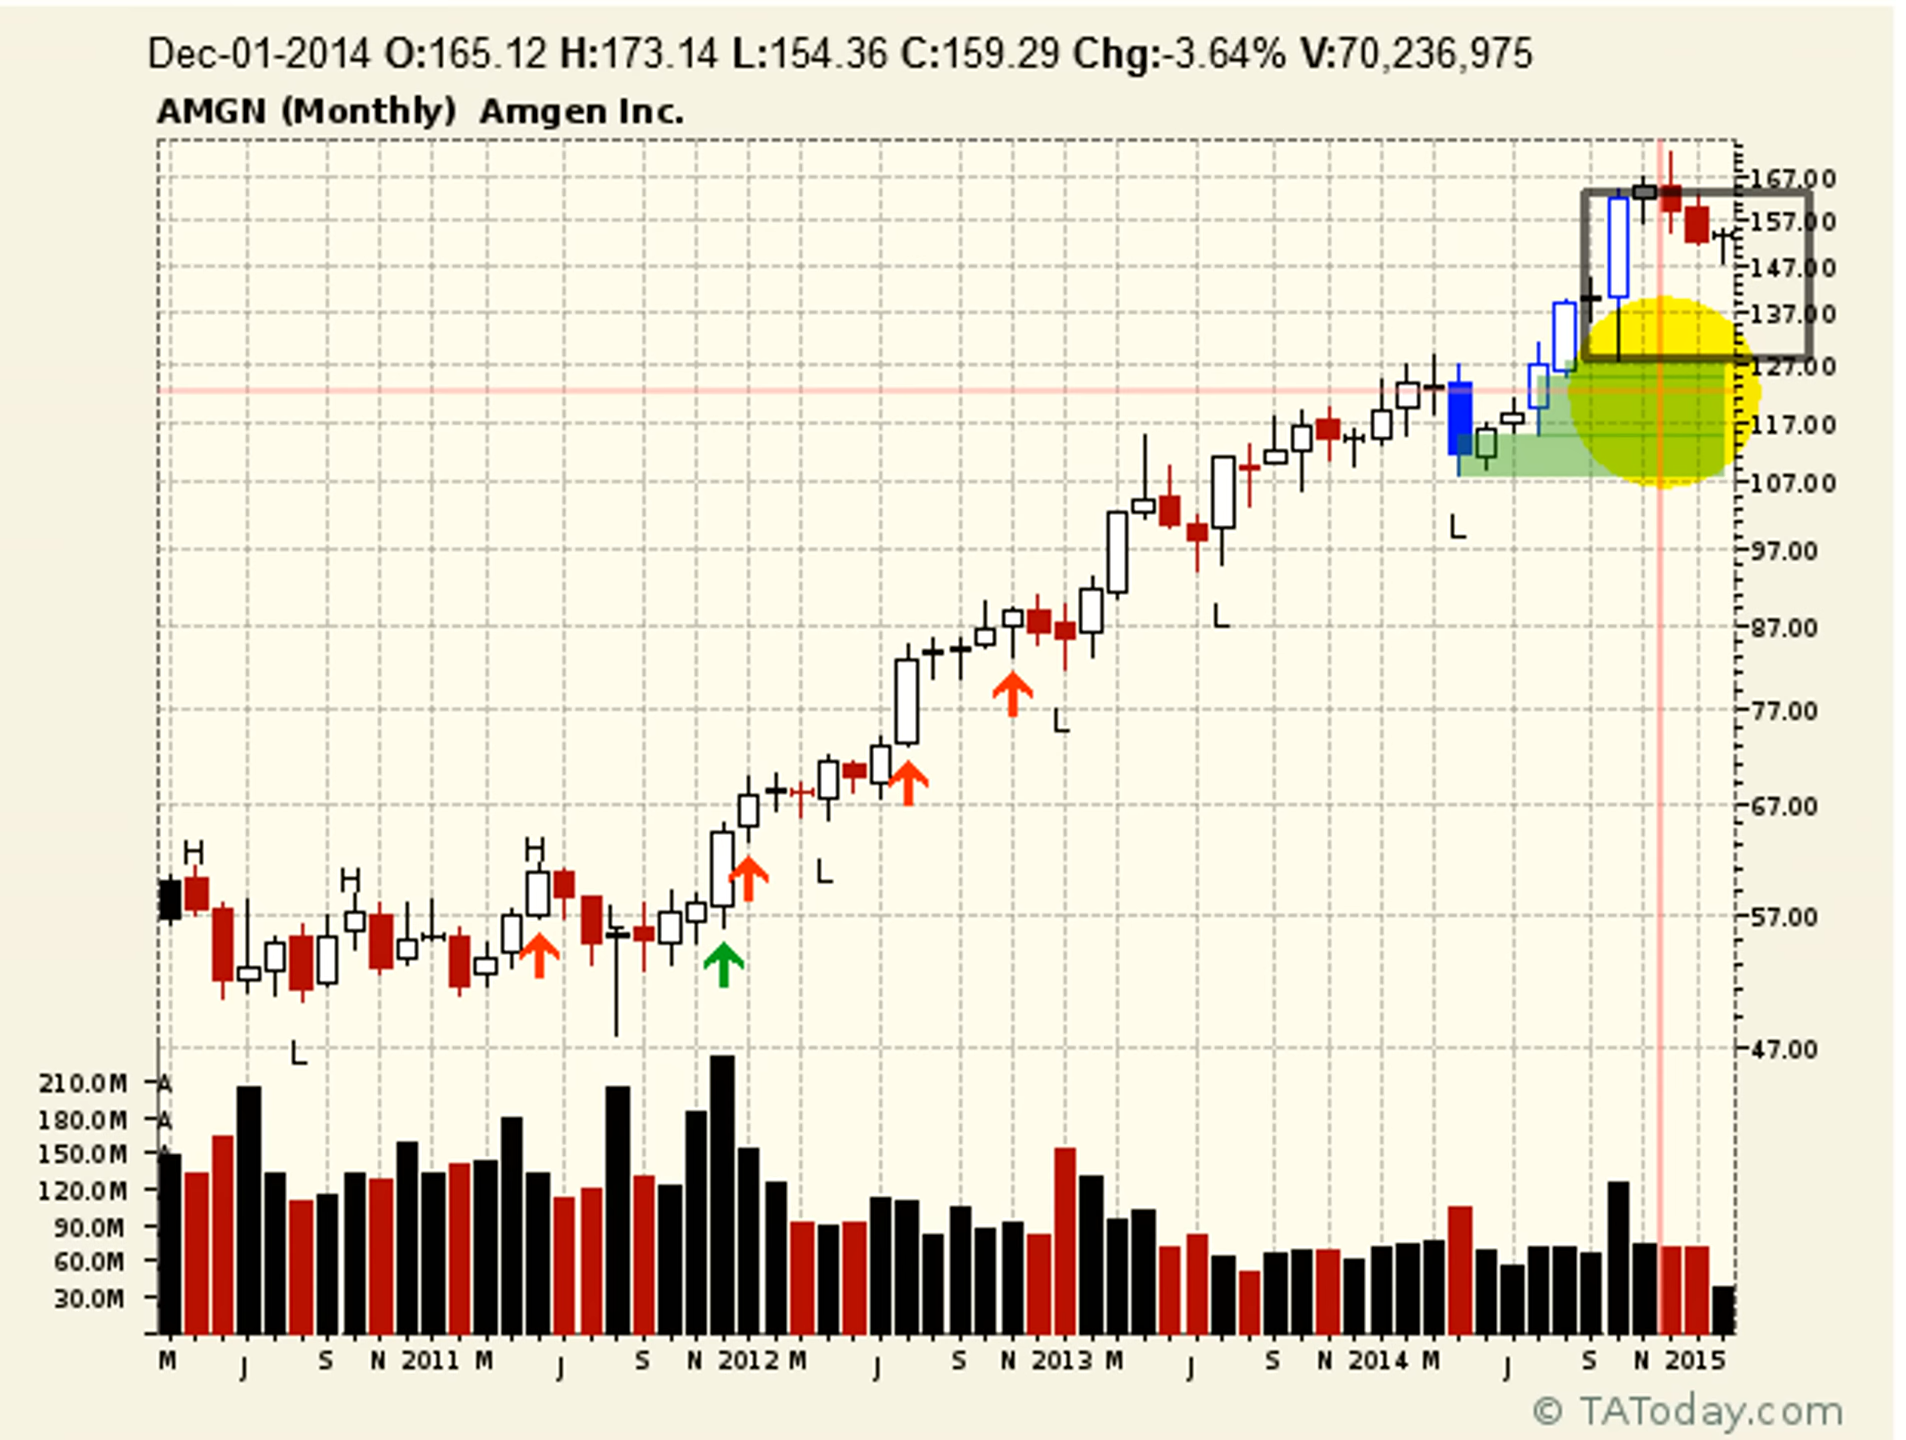 Dec-01-2014 O:165.12 H:173.14 L:154.36 C:159.29 Chg:-3.64% V:70,236,975
AMGN (Monthly) Amgen Inc.
167.00
157.00
147.00
137.00
127.00
117.00
107.00
L
97.00
L
87.00
L
77.00
67.00
H
H
H
L
L
57.00
L
47.00
210.0M A
180.0M A
150.0M A
120.0M
90.0M
60.0M
30.0M
M J S N 2011 M J S N 2012 M J S N 2013 M J S N 2014 M J S N 2015
© TAToday.com